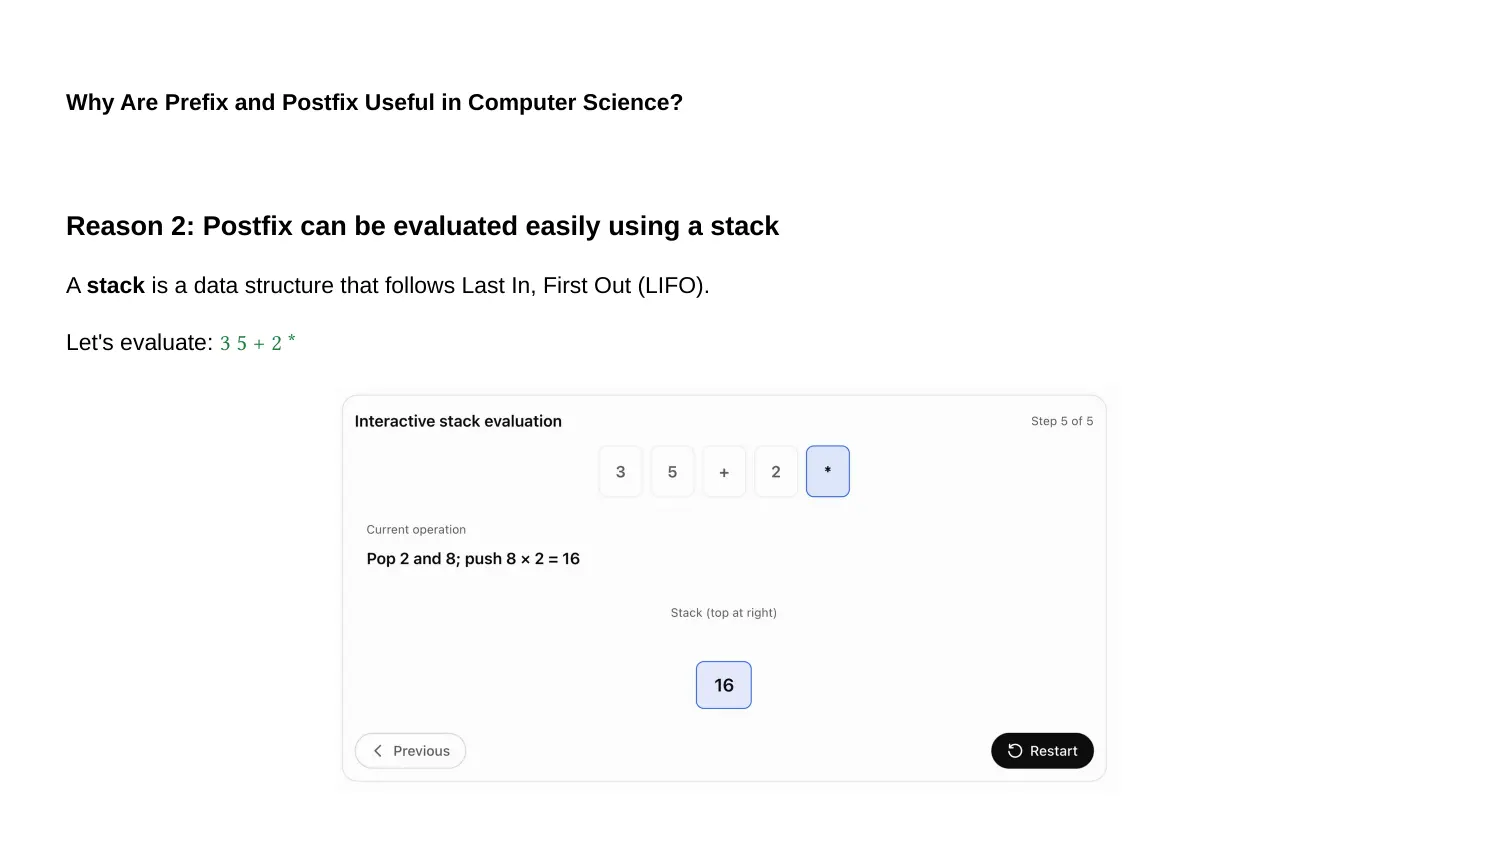 Why Are Prefix and Postfix Useful in Computer Science?
Reason 2: Postfix can be evaluated easily using a stack
A stack is a data structure that follows Last In, First Out (LIFO).
Let's evaluate: 3 5 + 2 *
Interactive stack evaluation Step 5 of 5
3 5 + 2 *
Current operation
Pop 2 and 8; push 8 × 2 = 16
Stack (top at right)
16
Previous Restart